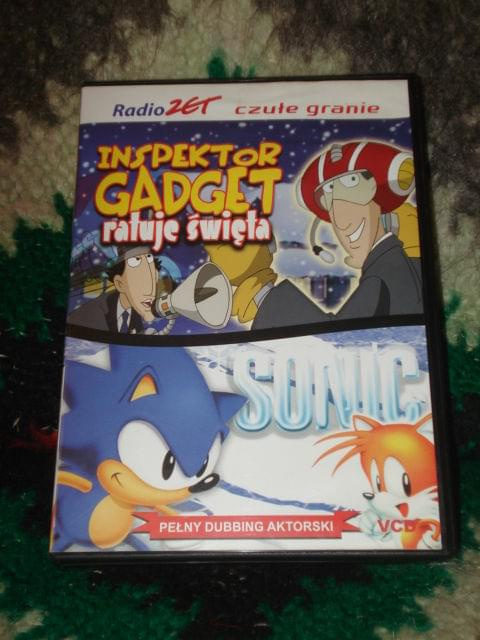 Radio ZET czułe granie
INSPEKTOR
GADGET
ratuje święta
SONIC
PEŁNY DUBBING AKTORSKI
VCD